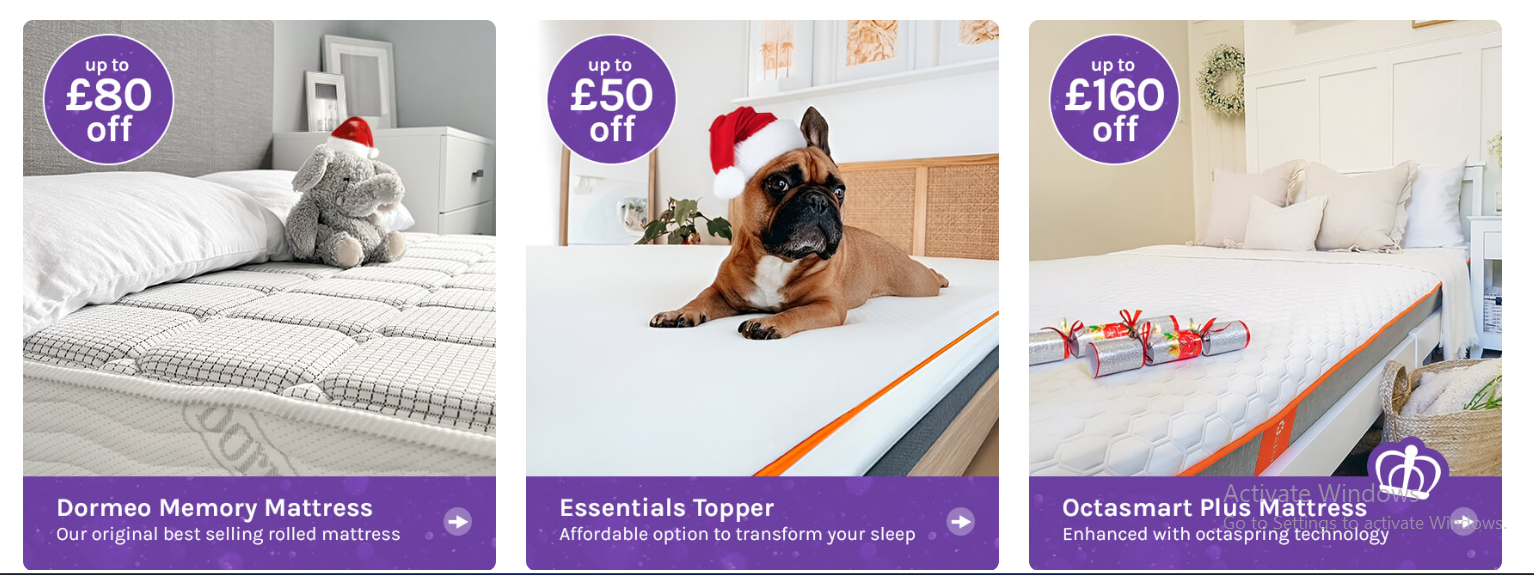 up to
£80
off
Dormeo Memory Mattress
Our original best selling rolled mattress
up to
£50
off
Essentials Topper
Affordable option to transform your sleep
up to
£160
off
Octasmart Plus Mattress
Enhanced with octaspring technology
Activate Windows
Go to Settings to activate Windows.